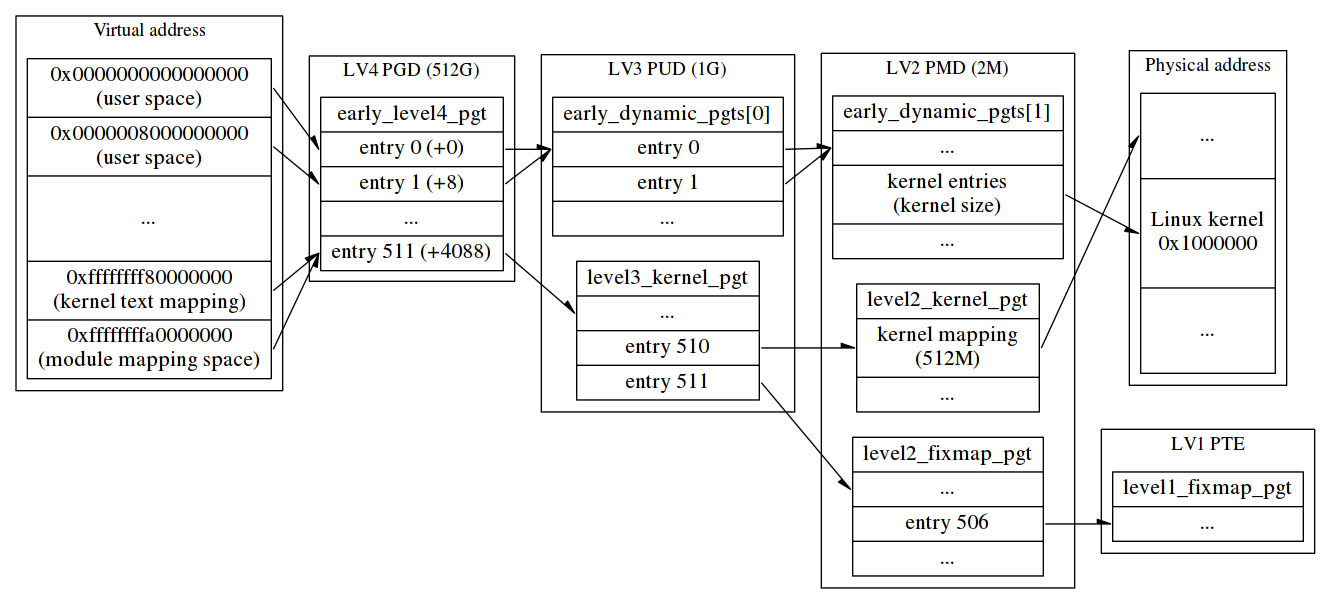 Virtual address
0x0000000000000000
(user space)
0x0000008000000000
(user space)
...
0xffffffff80000000
(kernel text mapping)
0xffffffffa0000000
(module mapping space)
LV4 PGD (512G)
early_level4_pgt
entry 0 (+0)
entry 1 (+8)
...
entry 511 (+4088)
LV3 PUD (1G)
early_dynamic_pgts[0]
entry 0
entry 1
...
level3_kernel_pgt
...
entry 510
entry 511
LV2 PMD (2M)
early_dynamic_pgts[1]
...
kernel entries
(kernel size)
...
level2_kernel_pgt
kernel mapping
(512M)
...
level2_fixmap_pgt
...
entry 506
...
Physical address
...
Linux kernel
0x1000000
...
LV1 PTE
level1_fixmap_pgt
...